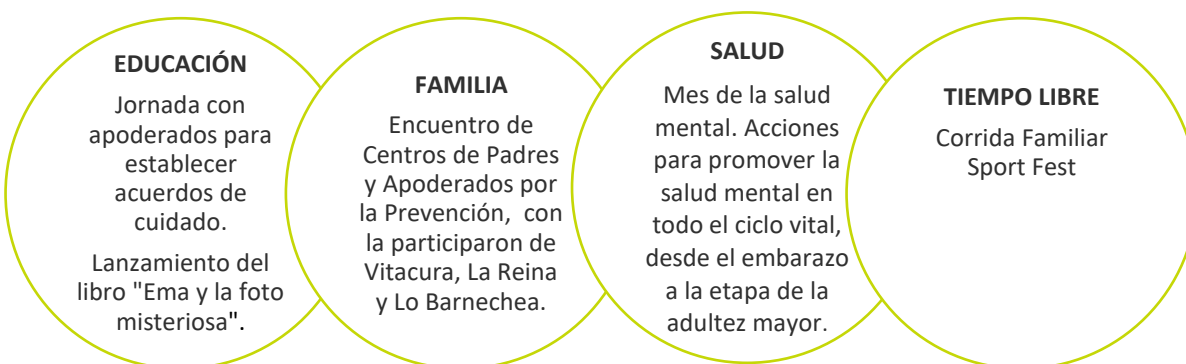 EDUCACIÓN
Jornada con
apoderados para
establecer
acuerdos de
cuidado.
Lanzamiento del
libro "Ema y la foto
misteriosa".
FAMILIA
Encuentro de
Centros de Padres
y Apoderados por
la Prevención, con
la participaron de
Vitacura, La Reina
y Lo Barnechea.
SALUD
Mes de la salud
mental. Acciones
para promover la
salud mental en
todo el ciclo vital,
desde el embarazo
a la etapa de la
adultez mayor.
TIEMPO LIBRE
Corrida Familiar
Sport Fest